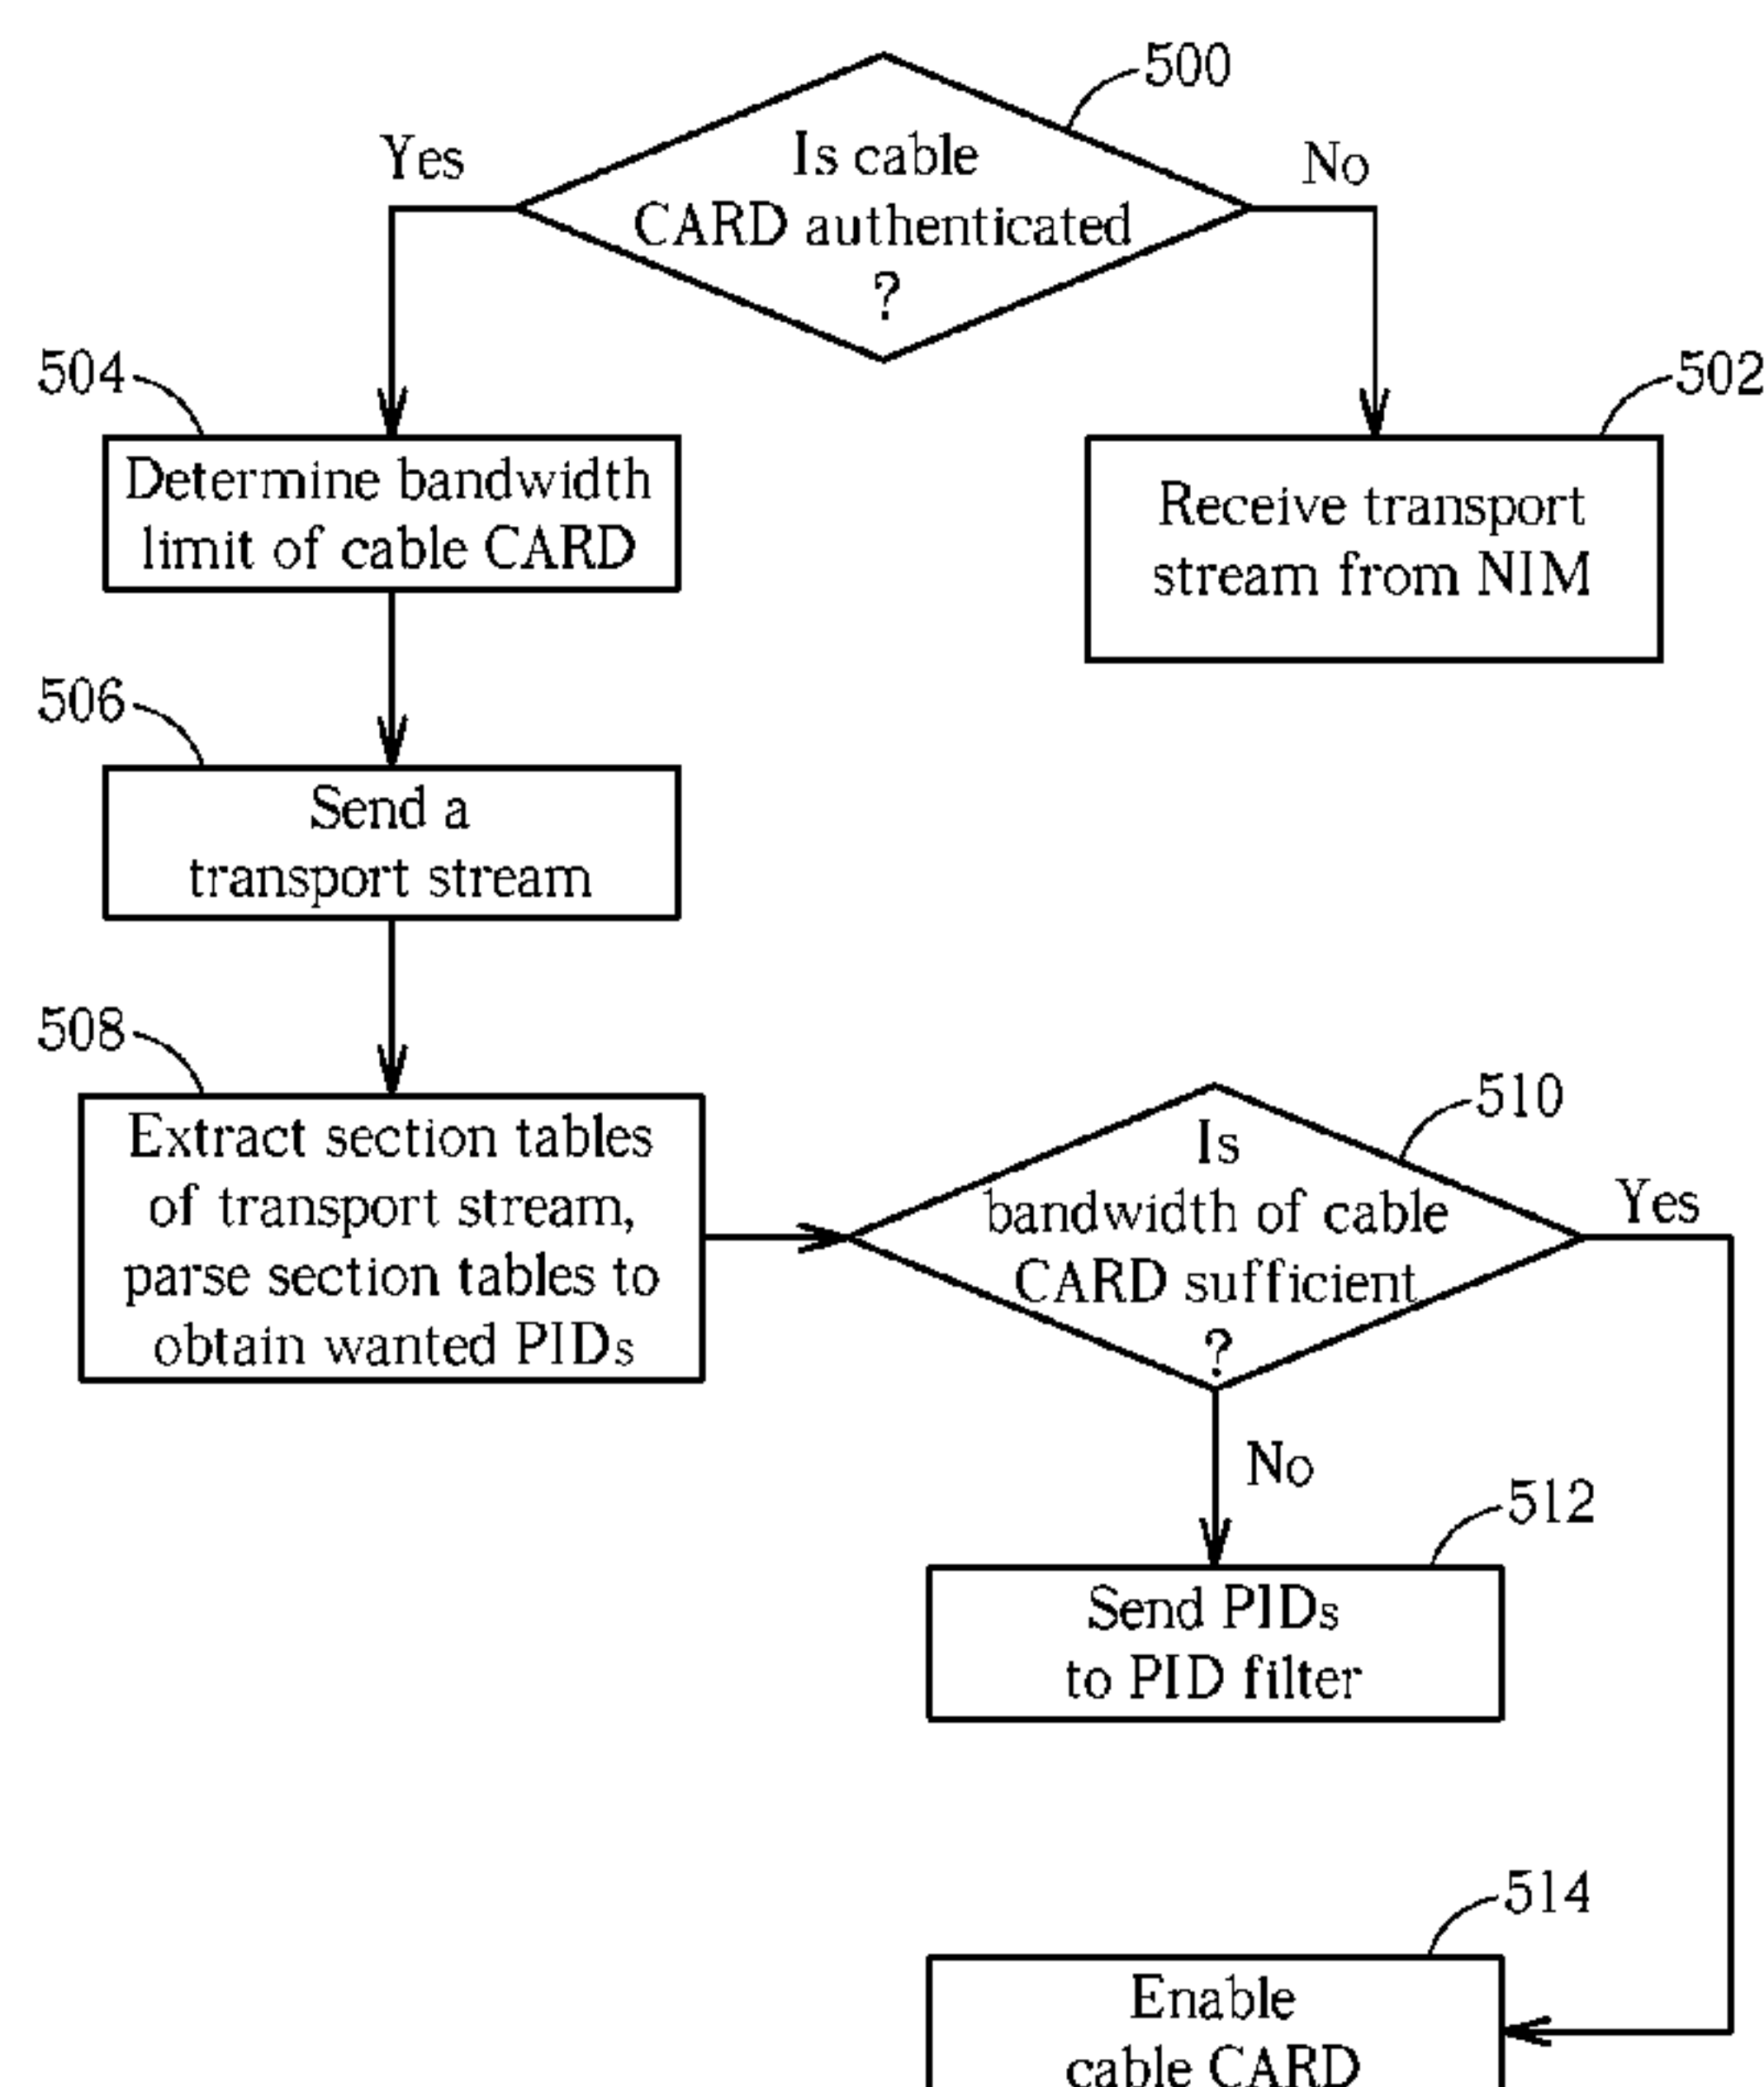 500
Yes
No
Is cable
CARD authenticated
?
504
502
Determine bandwidth
limit of cable CARD
Receive transport
stream from NIM
506
Send a
transport stream
508
Extract section tables
of transport stream,
parse section tables to
obtain wanted PIDs
510
Is
bandwidth of cable
CARD sufficient
?
Yes
No
512
Send PIDs
to PID filter
514
Enable
cable CARD